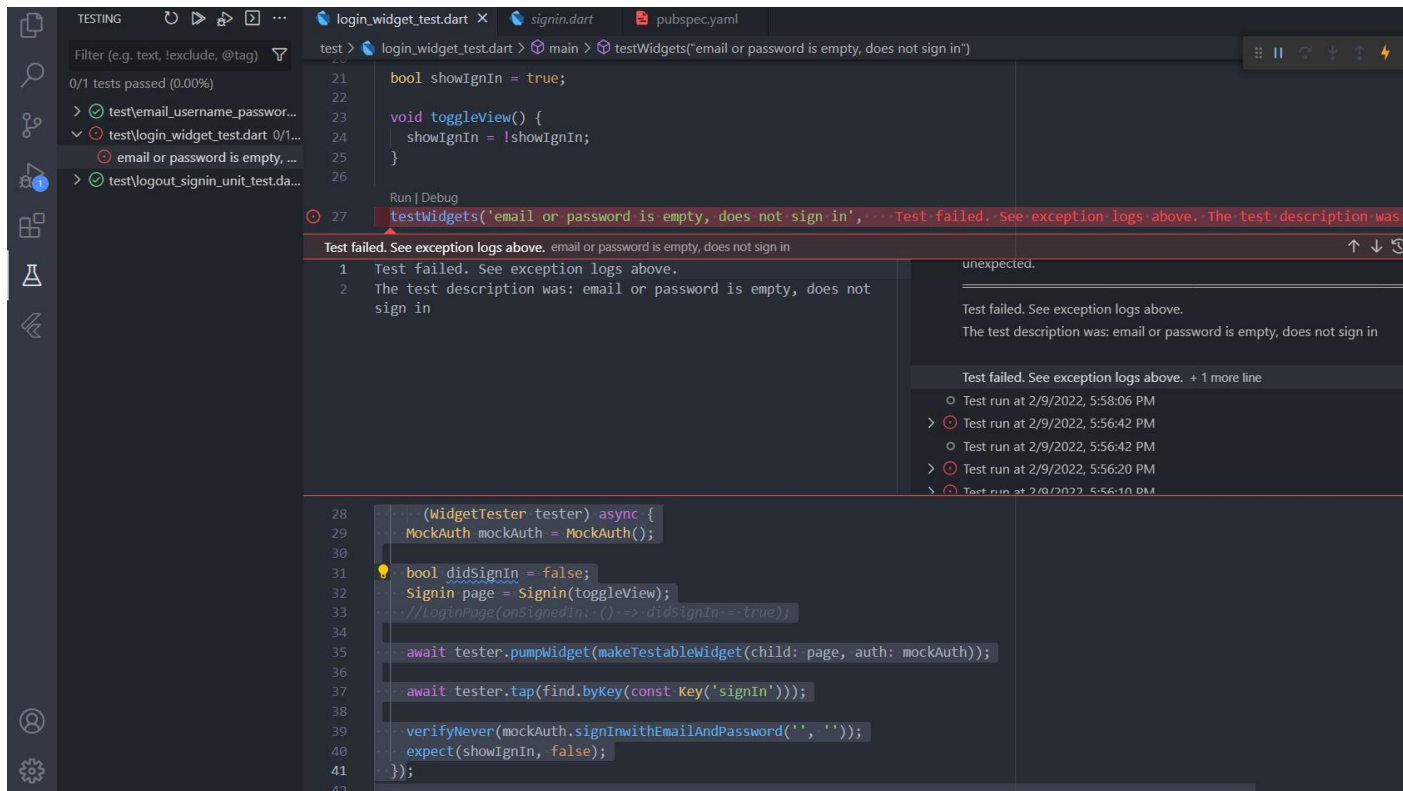 TESTING
login_widget_test.dart
signin.dart
pubspec.yaml
Filter (e.g. text, !exclude, @tag)
0/1 tests passed (0.00%)
test\email_username_passwor...
test\login_widget_test.dart 0/1...
email or password is empty, ...
test\logout_signin_unit_test.da...
1
test > login_widget_test.dart > main > testWidgets("email or password is empty, does not sign in")
21 bool showIgnIn = true;
22
23 void toggleView() {
24 showIgnIn = !showIgnIn;
25 }
26
Run | Debug
27 testWidgets('email or password is empty, does not sign in', Test failed. See exception logs above. The test description was:
Test failed. See exception logs above. email or password is empty, does not sign in
1 Test failed. See exception logs above.
2 The test description was: email or password is empty, does not
sign in
unexpected.
Test failed. See exception logs above.
The test description was: email or password is empty, does not sign in
Test failed. See exception logs above. + 1 more line
Test run at 2/9/2022, 5:58:06 PM
Test run at 2/9/2022, 5:56:42 PM
Test run at 2/9/2022, 5:56:42 PM
Test run at 2/9/2022, 5:56:20 PM
Test run at 2/9/2022, 5:56:10 PM
28 (WidgetTester tester) async {
29 MockAuth mockAuth = MockAuth();
30
31 bool didSignIn = false;
32 Signin page = Signin(toggleView);
33 //LoginPage(onSignedIn: () => didSignIn = true);
34
35 await tester.pumpWidget(makeTestableWidget(child: page, auth: mockAuth));
36
37 await tester.tap(find.byKey(const Key('signIn')));
38
39 verifyNever(mockAuth.signInwithEmailAndPassword('', ''));
40 expect(showIgnIn, false);
41 });
42